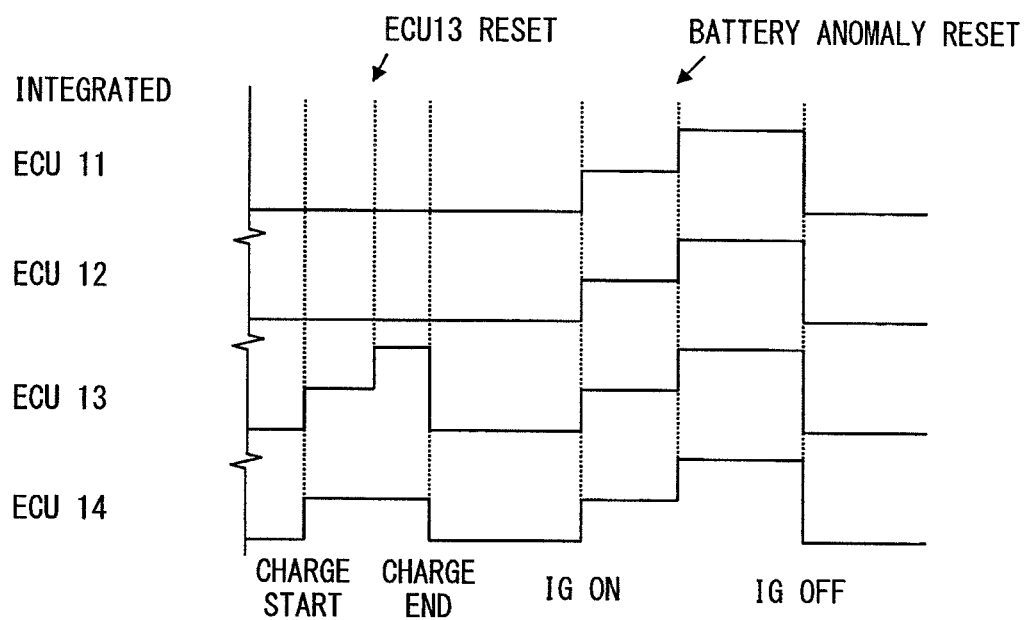 ECU13 RESET
BATTERY ANOMALY RESET
INTEGRATED
ECU 11
ECU 12
ECU 13
ECU 14
CHARGE
START
CHARGE
END
IG ON
IG OFF